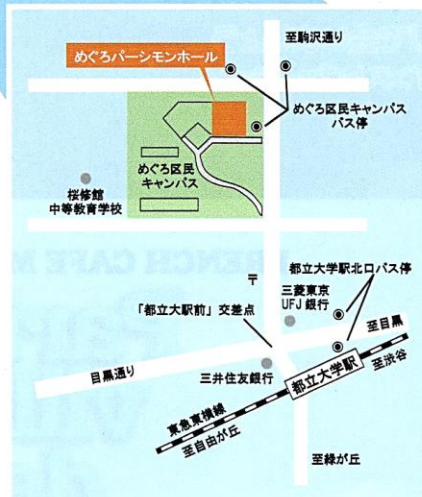 至駒沢通り
めぐろパーシモンホール
めぐろ区民キャンパス
バス停
めぐろ区民
キャンパス
桜修館
中等教育学校
〒
都立大学駅北口バス停
三菱東京
UFJ銀行
「都立大駅前」交差点
至目黒
目黒通り
三井住友銀行
都立大学駅
至渋谷
東急東横線
至自由が丘
至緑が丘